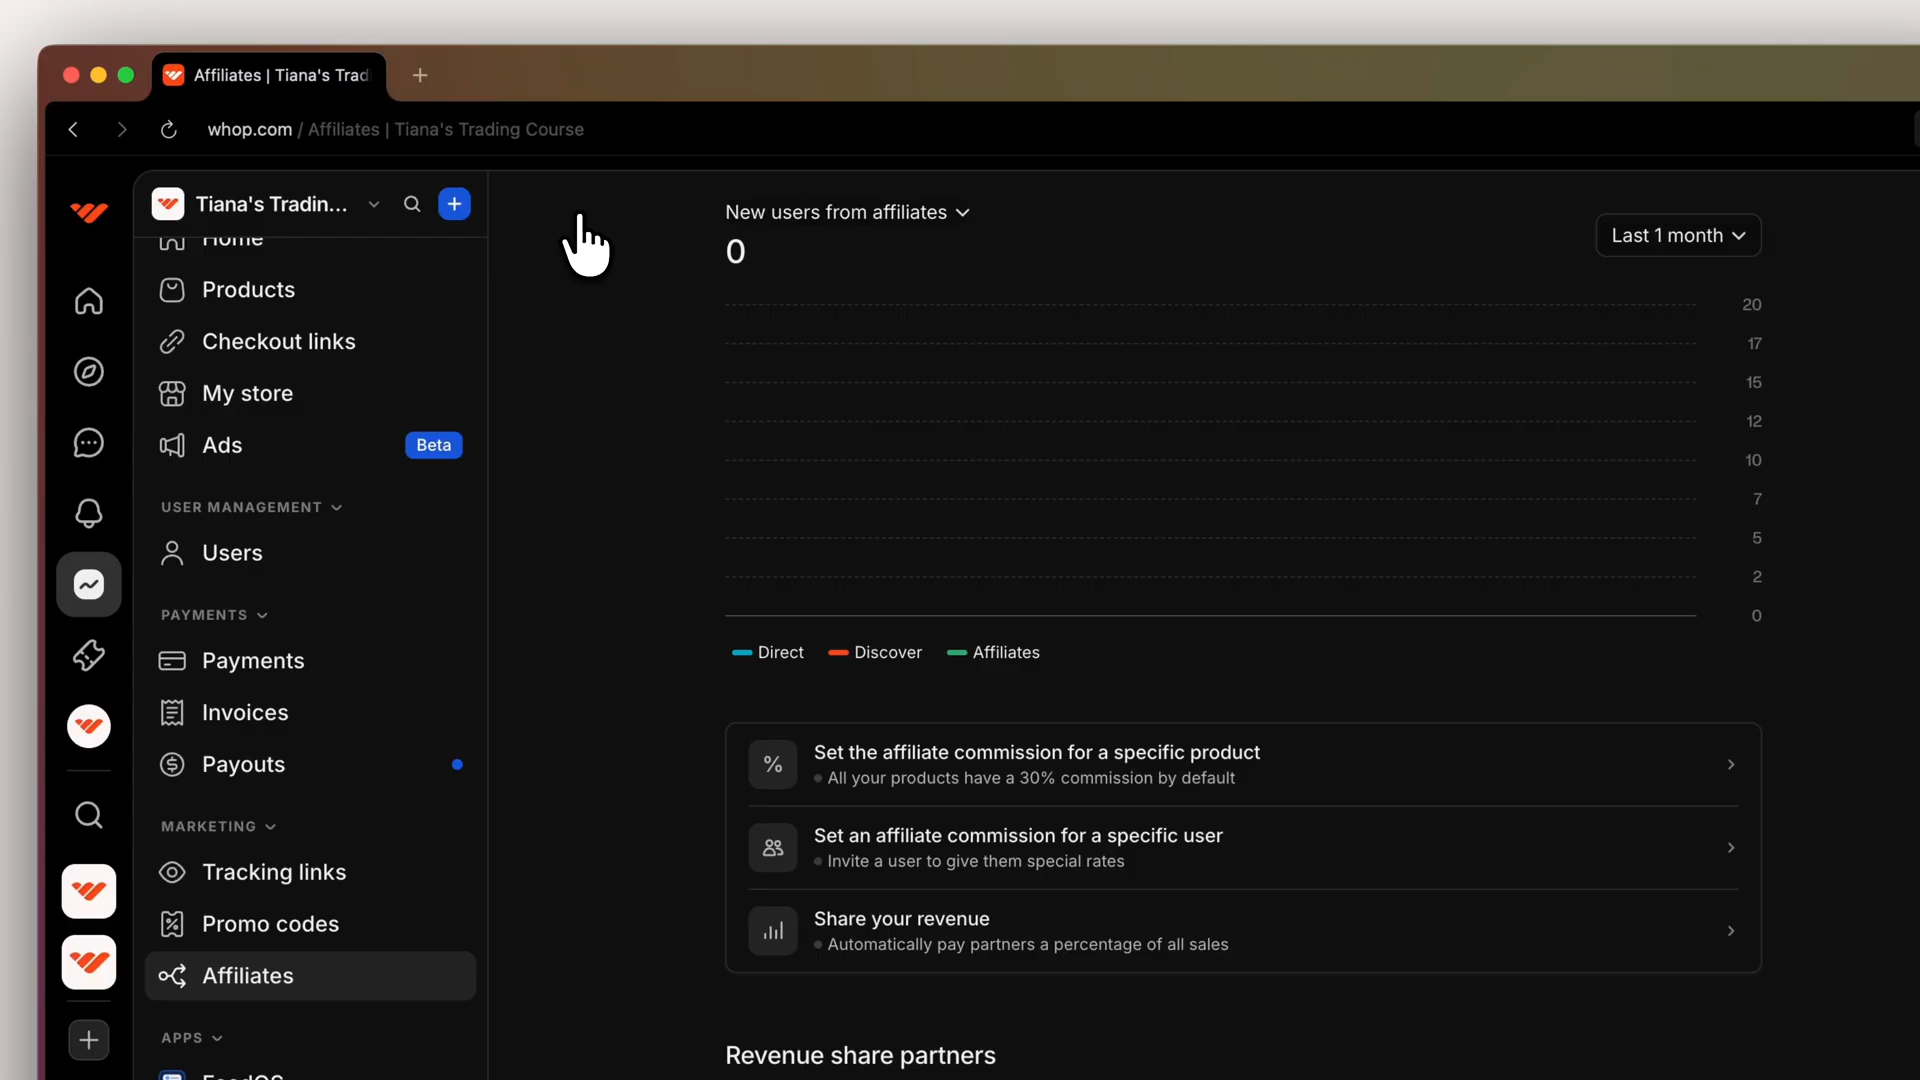 Affiliates | Tiana's Trad
whop.com / Affiliates | Tiana's Trading Course
Tiana's Tradin...
Home
Products
Checkout links
My store
Ads
Beta
USER MANAGEMENT
Users
PAYMENTS
Payments
Invoices
Payouts
MARKETING
Tracking links
Promo codes
Affiliates
APPS
New users from affiliates
0
Last 1 month
20
17
15
12
10
7
5
2
0
Direct
Discover
Affiliates
%
Set the affiliate commission for a specific product
All your products have a 30% commission by default
Set an affiliate commission for a specific user
Invite a user to give them special rates
Share your revenue
Automatically pay partners a percentage of all sales
Revenue share partners